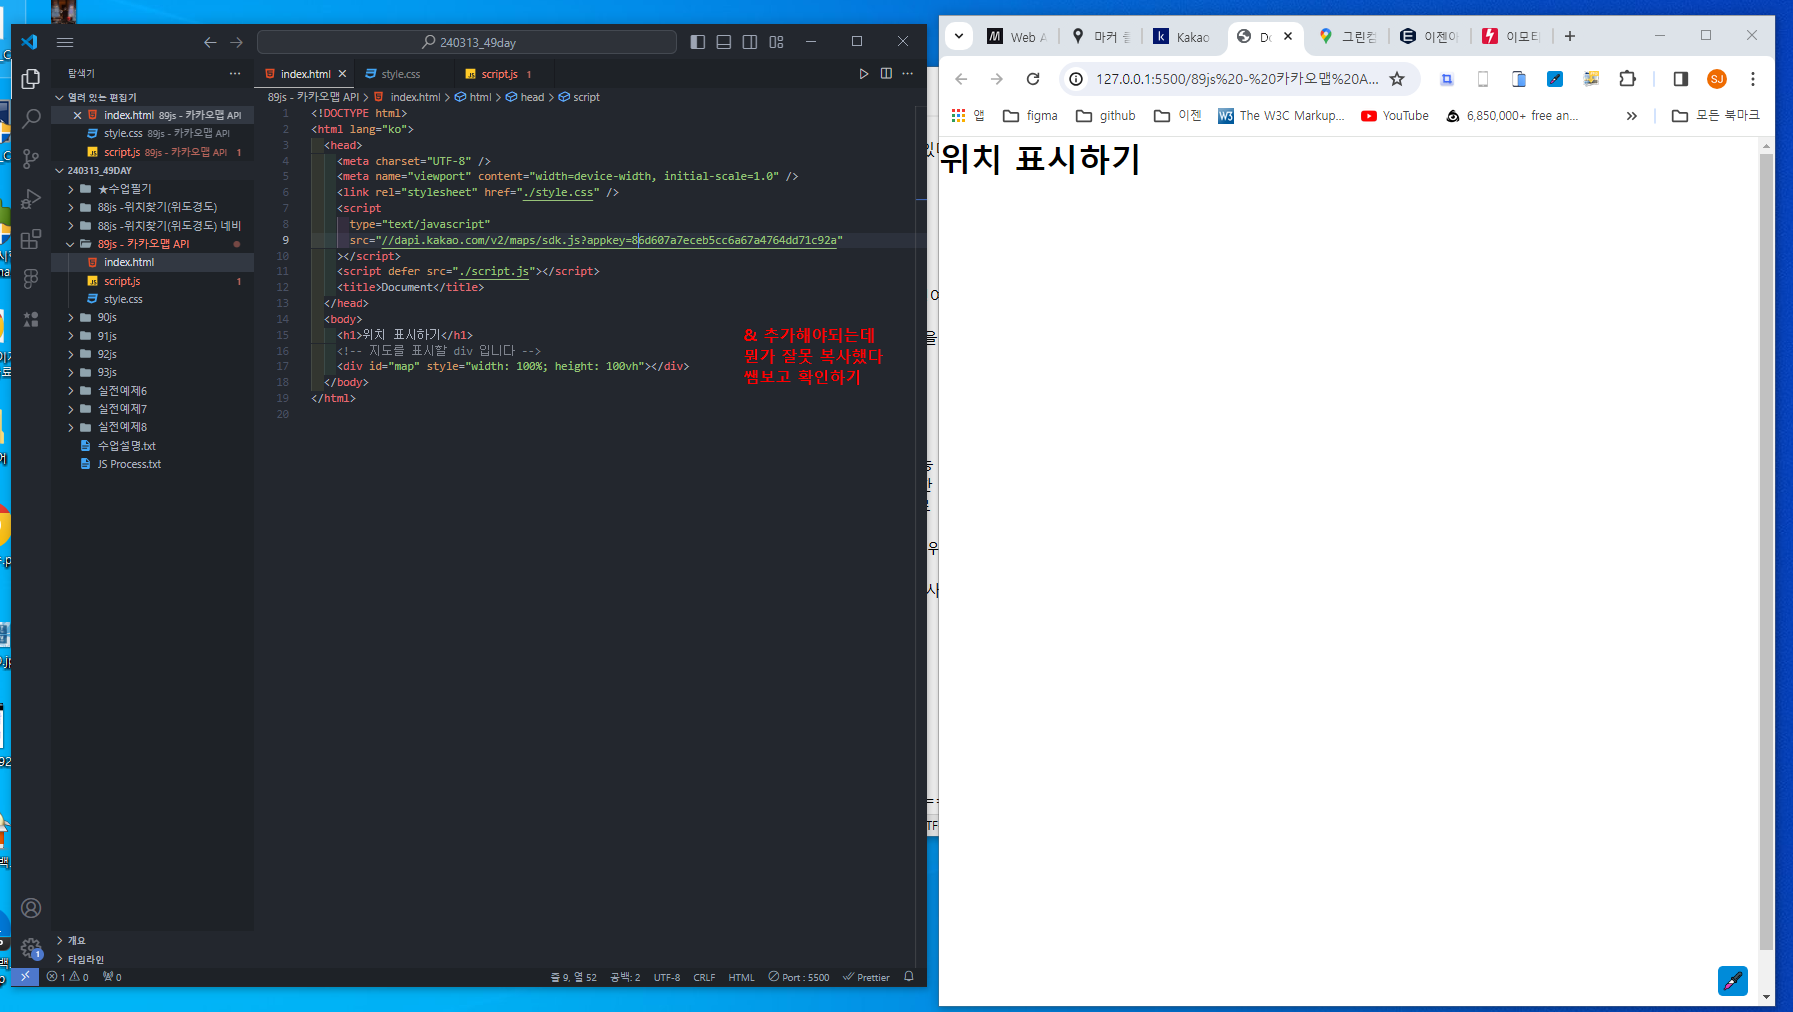 240313_49day
탐색기
열려 있는 편집기
index.html 89js - 카카오맵 API
style.css 89js - 카카오맵 API
script.js 89js - 카카오맵 API 1
240313_49DAY
★수업필기
88js -위치찾기(위도경도)
88js -위치찾기(위도경도) 네비
89js - 카카오맵 API
index.html
script.js 1
style.css
90js
91js
92js
93js
실전예제6
실전예제7
실전예제8
수업설명.txt
JS Process.txt
개요
타임라인
index.html
style.css
script.js 1
89js - 카카오맵 API > index.html > html > head > script
1 <!DOCTYPE html>
2 <html lang="ko">
3 <head>
4 <meta charset="UTF-8" />
5 <meta name="viewport" content="width=device-width, initial-scale=1.0" />
6 <link rel="stylesheet" href="./style.css" />
7 <script
8 type="text/javascript"
9 src="//dapi.kakao.com/v2/maps/sdk.js?appkey=86d607a7eceb5cc6a67a4764dd71c92a"
10 ></script>
11 <script defer src="./script.js"></script>
12 <title>Document</title>
13 </head>
14 <body>
15 <h1>위치 표시하기</h1>
16 <!-- 지도를 표시할 div 입니다 -->
17 <div id="map" style="width: 100%; height: 100vh"></div>
18 </body>
19 </html>
20
& 추가해야되는데
뭔가 잘못 복사했다
쌤보고 확인하기
1
1 0 0
줄 9, 열 52 공백: 2 UTF-8 CRLF HTML Port : 5500 Prettier
Web A
마커 클
Kakao
Do
그린컴
이젠아
이모티
127.0.0.1:5500/89js%20-%20카카오맵%20A...
SJ
앱
figma
github
이젠
The W3C Markup...
YouTube
6,850,000+ free an...
모든 북마크
위치 표시하기